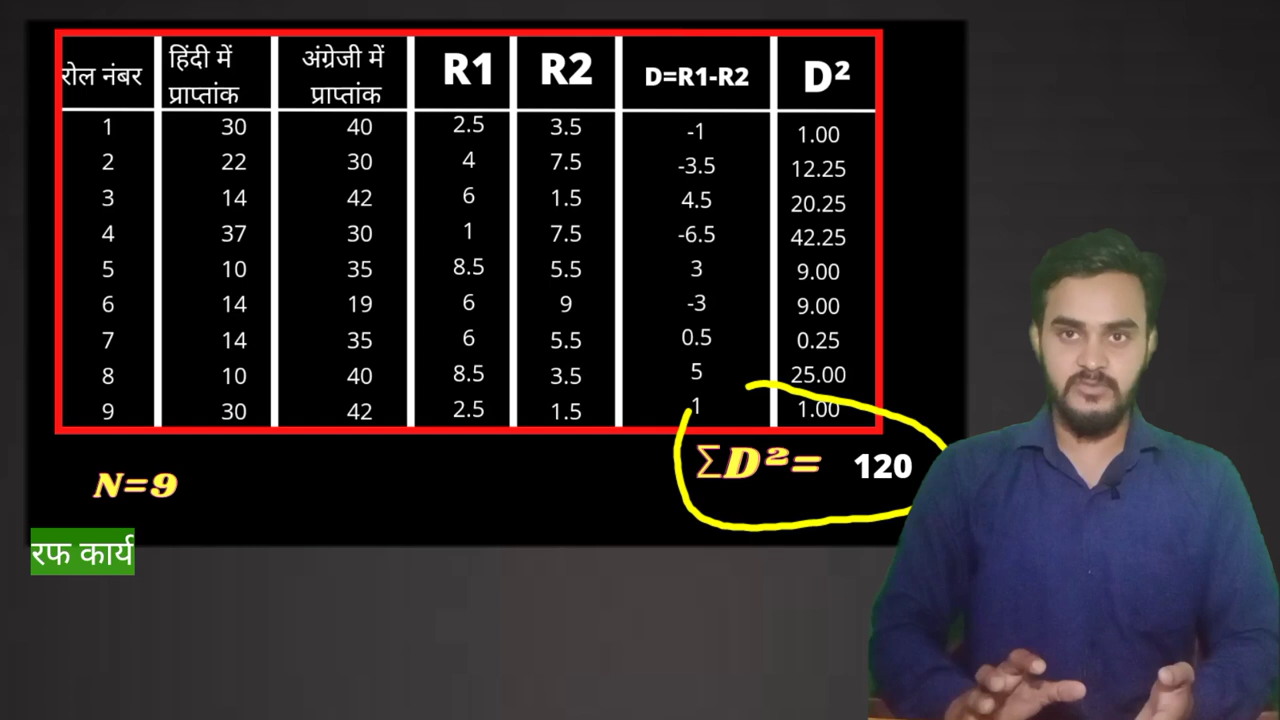 रोल नंबर हिंदी में प्राप्तांक अंग्रेजी में प्राप्तांक R1 R2 D=R1-R2 D²
1 30 40 2.5 3.5 -1 1.00
2 22 30 4 7.5 -3.5 12.25
3 14 42 6 1.5 4.5 20.25
4 37 30 1 7.5 -6.5 42.25
5 10 35 8.5 5.5 3 9.00
6 14 19 6 9 -3 9.00
7 14 35 6 5.5 0.5 0.25
8 10 40 8.5 3.5 5 25.00
9 30 42 2.5 1.5 1 1.00
ΣD²= 120
N=9
रफ कार्य